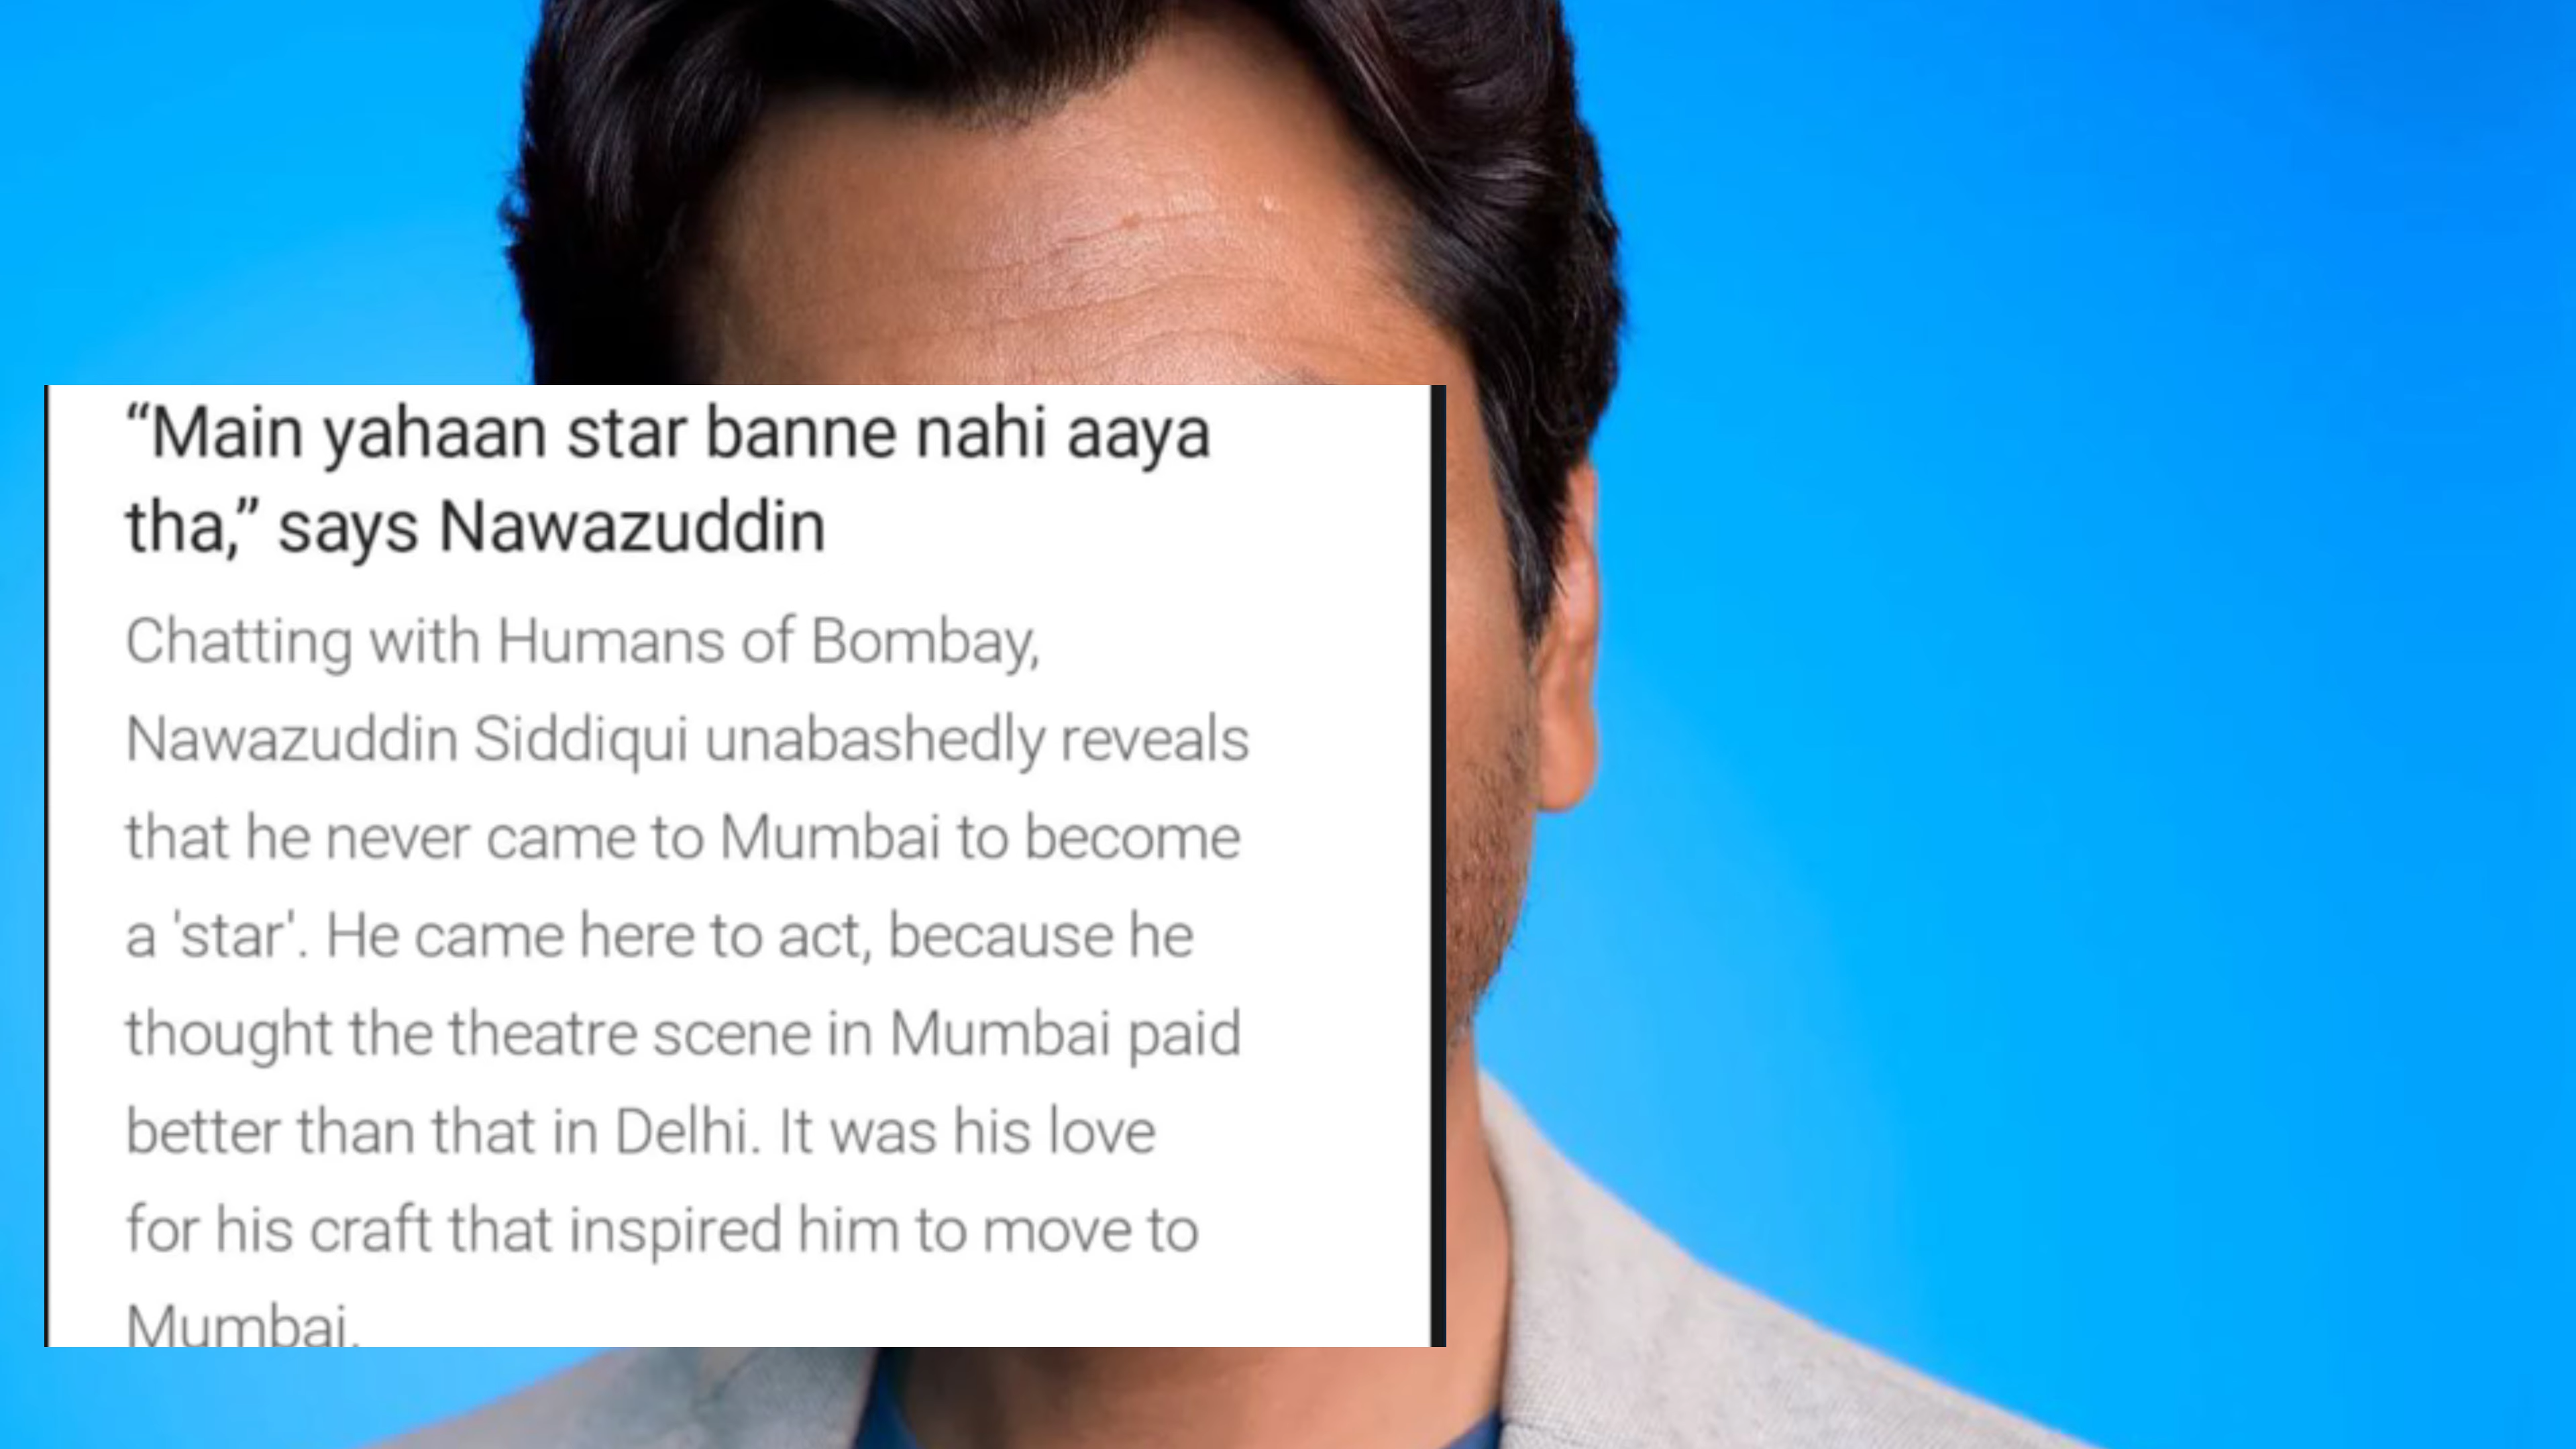 “Main yahaan star banne nahi aaya
tha,” says Nawazuddin
Chatting with Humans of Bombay,
Nawazuddin Siddiqui unabashedly reveals
that he never came to Mumbai to become
a 'star'. He came here to act, because he
thought the theatre scene in Mumbai paid
better than that in Delhi. It was his love
for his craft that inspired him to move to
Mumbai.